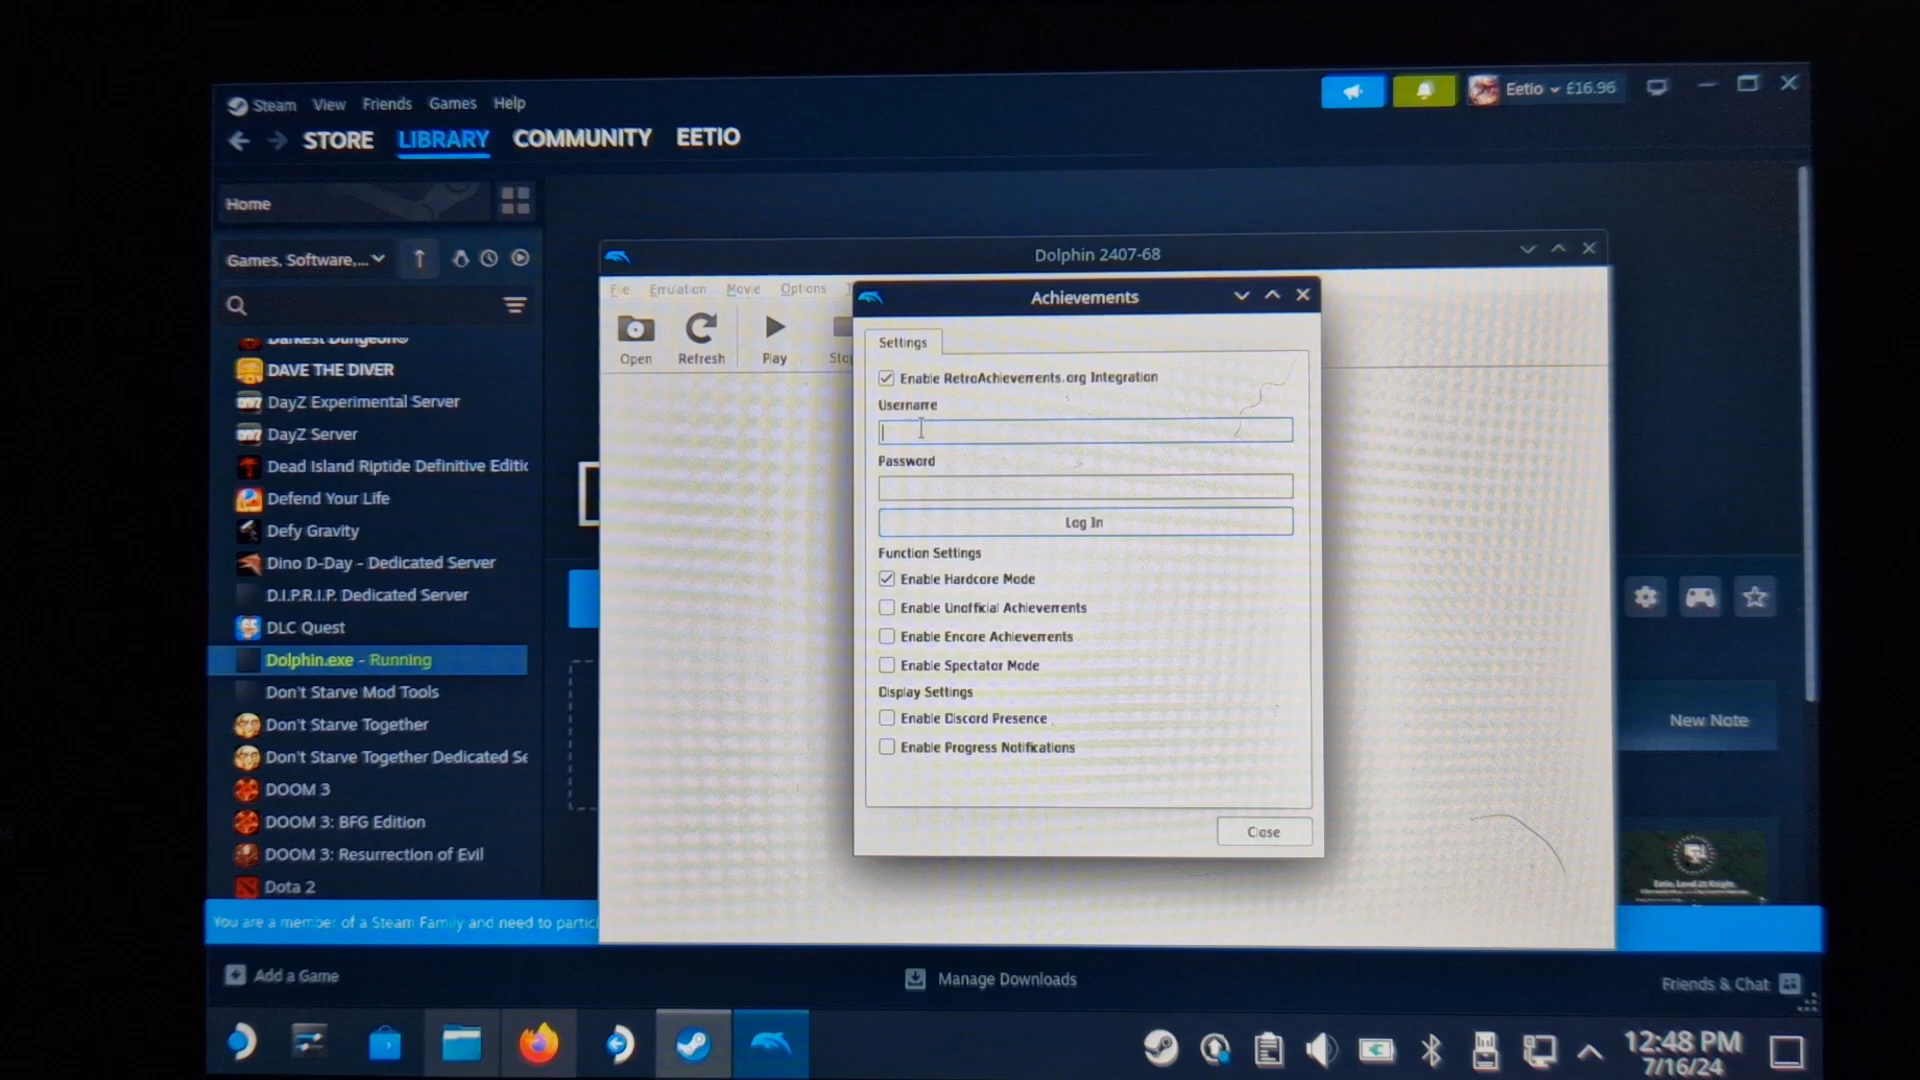 Steam View Friends Games Help
Eetio £16.96
STORE LIBRARY COMMUNITY EETIO
Home
Games, Software,...
Darkest Dungeon®
DAVE THE DIVER
DayZ Experimental Server
DayZ Server
Dead Island Riptide Definitive Editic
Defend Your Life
Defy Gravity
Dino D-Day - Dedicated Server
D.I.P.R.I.P. Dedicated Server
DLC Quest
Dolphin.exe - Running
Don't Starve Mod Tools
Don't Starve Together
Don't Starve Together Dedicated Se
DOOM 3
DOOM 3: BFG Edition
DOOM 3: Resurrection of Evil
Dota 2
You are a member of a Steam Family and need to partici
Dolphin 2407-68
File Emulation Movie Options
Open Refresh Play Stop
Achievements
Settings
Enable RetroAchievements.org Integration
Username
Password
Log In
Function Settings
Enable Hardcore Mode
Enable Unofficial Achievements
Enable Encore Achievements
Enable Spectator Mode
Display Settings
Enable Discord Presence
Enable Progress Notifications
Close
New Note
Add a Game
Manage Downloads
Friends & Chat
12:48 PM
7/16/24